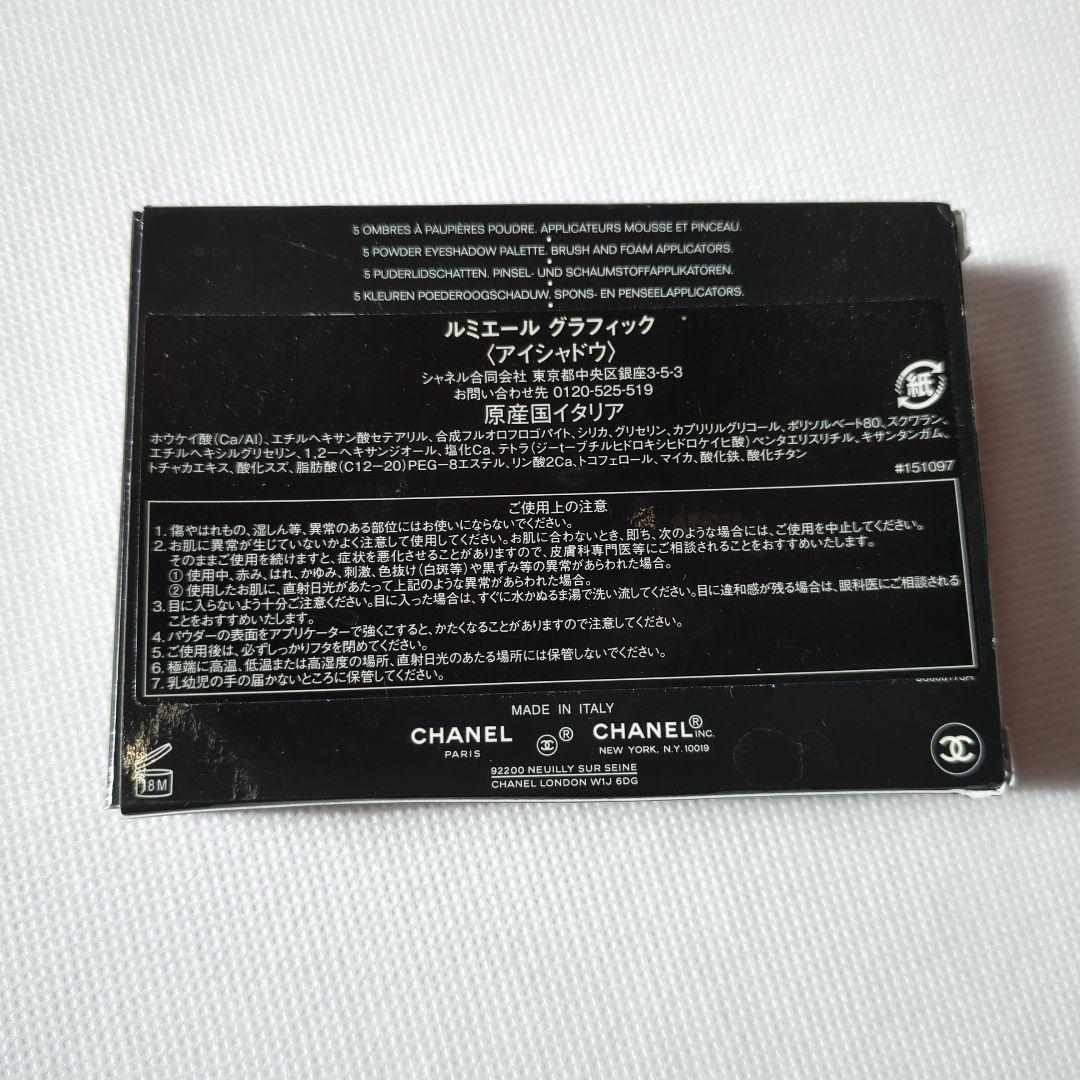 5 OMBRES À PAUPIÈRES POUDRE. APPLICATEURS MOUSSE ET PINCEAU.
5 POWDER EYESHADOW PALETTE. BRUSH AND FOAM APPLICATORS.
5 PUDERLIDSCHATTEN. PINSEL- UND SCHAUMSTOFFAPPLIKATOREN.
5 KLEUREN POEDEROOGSCHADUW. SPONS- EN PENSEELAPPLICATORS.
ルミエール グラフィック
〈アイシャドウ〉
シャネル合同会社 東京都中央区銀座3-5-3
お問い合わせ先 0120-525-519
原産国イタリア
紙
ホウケイ酸(Ca/Al)、エチルヘキサン酸セテアリル、合成フルオロフロゴパイト、シリカ、グリセリン、カプリリルグリコール、ポリソルベート80、スクワラン、
エチルヘキシルグリセリン、1,2-ヘキサンジオール、塩化Ca、テトラ(ジ-t-ブチルヒドロキシヒドロケイヒ酸)ペンタエリスリチル、キサンタンガム、
トチャカエキス、酸化スズ、脂肪酸(C12-20)PEG-8エステル、リン酸2Ca、トコフェロール、マイカ、酸化鉄、酸化チタン
#151097
ご使用上の注意
1. 傷やはれもの、湿しん等、異常のある部位にはお使いにならないでください。
2. お肌に異常が生じていないかよく注意して使用してください。お肌に合わないとき、即ち、次のような場合には、ご使用を中止してください。
そのままご使用を続けますと、症状を悪化させることがありますので、皮膚科専門医等にご相談されることをおすすめいたします。
① 使用中、赤み、はれ、かゆみ、刺激、色抜け(白斑等)や黒ずみ等の異常があらわれた場合。
② 使用したお肌に、直射日光があたって上記のような異常があらわれた場合。
3. 目に入らないよう十分ご注意ください。目に入った場合は、すぐに水かぬるま湯で洗い流してください。目に違和感が残る場合は、眼科医にご相談される
ことをおすすめいたします。
4. パウダーの表面をアプリケーターで強くこすると、かたくなることがありますので注意してください。
5. ご使用後は、必ずしっかりフタを閉めてください。
6. 極端に高温、低温または高湿度の場所、直射日光のあたる場所には保管しないでください。
7. 乳幼児の手の届かないところに保管してください。
MADE IN ITALY
CHANEL ® CHANEL® INC.
PARIS NEW YORK, N.Y. 10019
92200 NEUILLY SUR SEINE
CHANEL LONDON W1J 6DG
18M